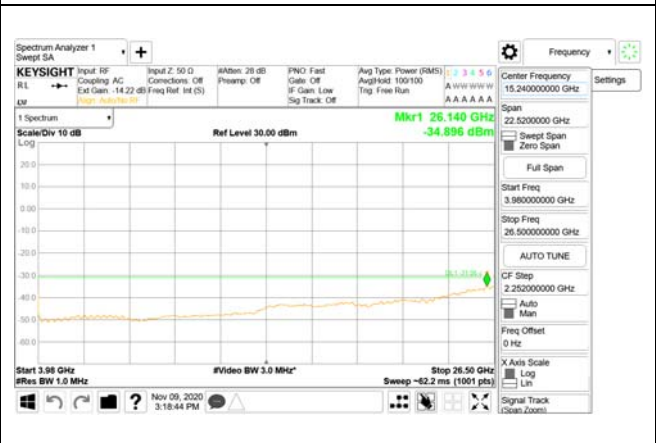 Spectrum Analyzer 1
Swept SA
+
Frequency
KEYSIGHT
RL
LXI
Input: RF
Coupling: AC
Ext Gain: -14.22 dB
Align: Auto/No RF
Input Z: 50 Ω
Corrections: Off
Freq Ref: Int (S)
#Atten: 28 dB
Preamp: Off
PNO: Fast
Gate: Off
IF Gain: Low
Sig Track: Off
Avg Type: Power (RMS)
Avg|Hold: 100/100
Trig: Free Run
1 2 3 4 5 6
A W W W W W
A A A A A A
1 Spectrum
Scale/Div 10 dB
Log
Ref Level 30.00 dBm
Mkr1 26.140 GHz
-34.896 dBm
20.0
10.0
0.00
-10.0
-20.0
-30.0
-40.0
-50.0
-60.0
Start 3.98 GHz
#Res BW 1.0 MHz
#Video BW 3.0 MHz*
Stop 26.50 GHz
Sweep ~62.2 ms (1001 pts)
?
Nov 09, 2020
3:18:44 PM
Center Frequency
15.240000000 GHz
Settings
Span
22.5200000 GHz
Swept Span
Zero Span
Full Span
Start Freq
3.980000000 GHz
Stop Freq
26.500000000 GHz
AUTO TUNE
CF Step
2.252000000 GHz
Auto
Man
Freq Offset
0 Hz
X Axis Scale
Log
Lin
Signal Track
(Span Zoom)